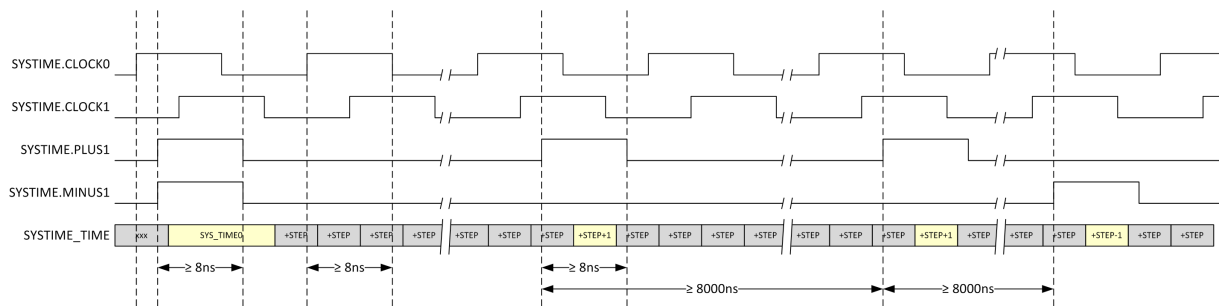 SYSTIME.CLOCK0
SYSTIME.CLOCK1
SYSTIME.PLUS1
SYSTIME.MINUS1
SYSTIME_TIME xxx SYS_TIME0 +STEP +STEP +STEP +STEP +STEP +STEP +STEP +STEP+1 +STEP +STEP +STEP +STEP +STEP +STEP +STEP +STEP+1 +STEP +STEP +STEP +STEP-1 +STEP +STEP
≥ 8ns ≥ 8ns ≥ 8ns
≥ 8000ns ≥ 8000ns